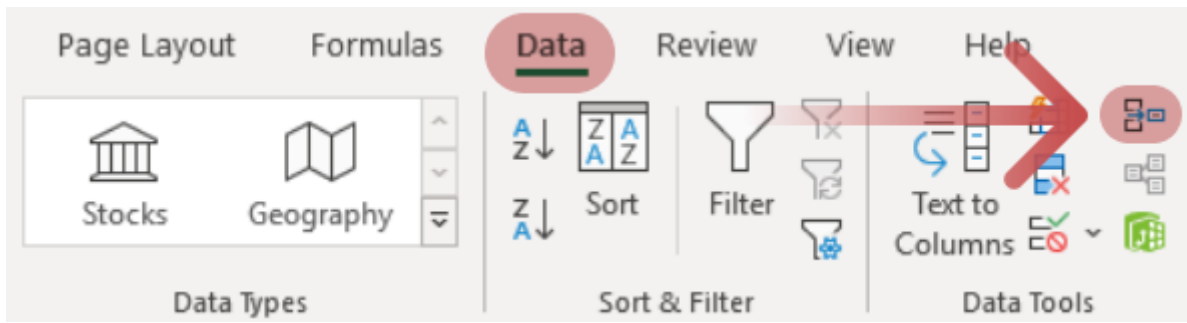 Page Layout Formulas Data Review View Help
Stocks Geography
A
Z
Z
A
Z A
A Z
Sort
Filter
Text to
Columns
Data Types Sort & Filter Data Tools